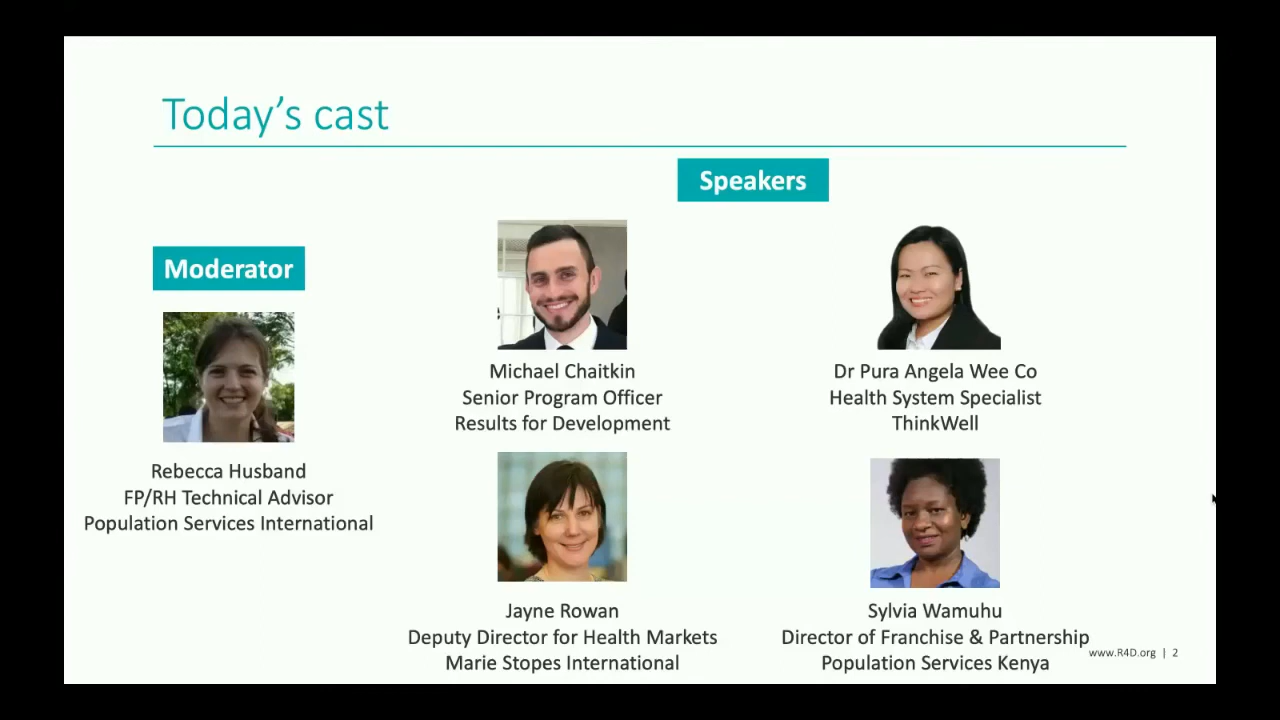 Today's cast
Speakers
Moderator
Michael Chaitkin
Senior Program Officer
Results for Development
Dr Pura Angela Wee Co
Health System Specialist
ThinkWell
Rebecca Husband
FP/RH Technical Advisor
Population Services International
Jayne Rowan
Deputy Director for Health Markets
Marie Stopes International
Sylvia Wamuhu
Director of Franchise & Partnership
Population Services Kenya
www.R4D.org | 2